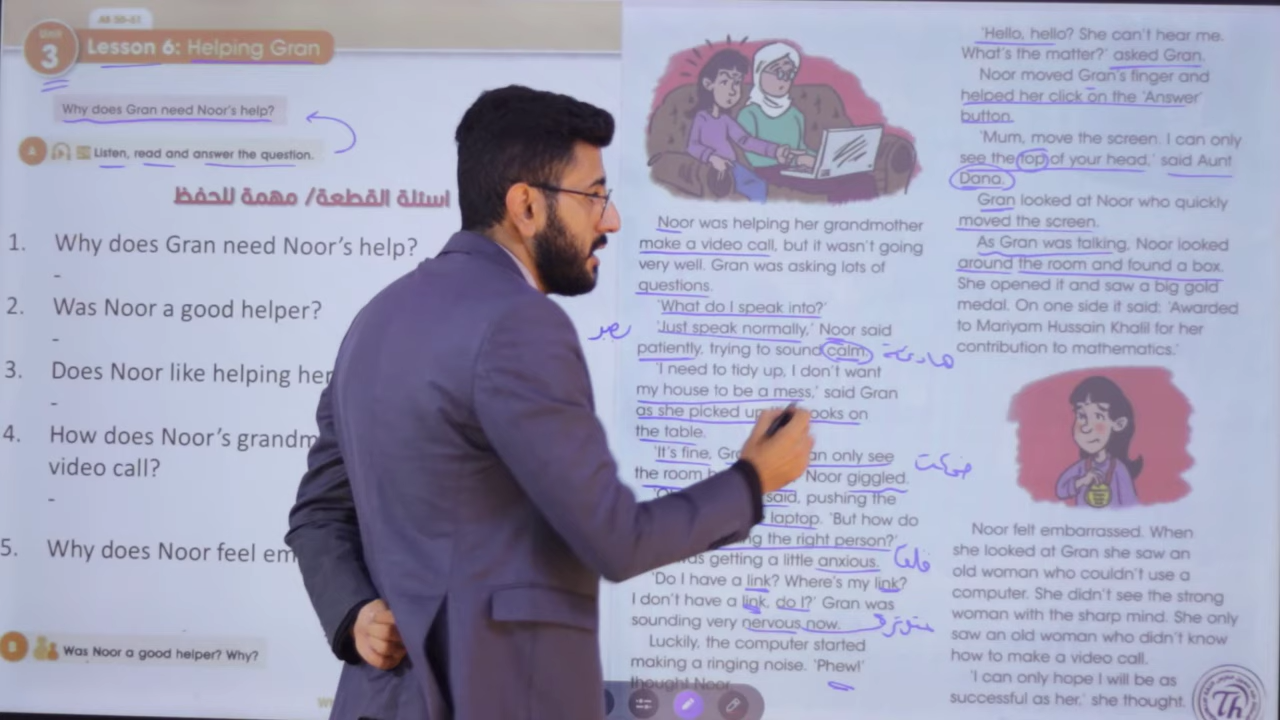 AB 50-51
UNIT
3
Lesson 6: Helping Gran
Why does Gran need Noor's help?
A Listen, read and answer the question.
اسئلة القطعة/ مهمة للحفظ
1. Why does Gran need Noor's help?
-
2. Was Noor a good helper?
-
3. Does Noor like helping her
-
4. How does Noor's
video call?
-
5. Why does Noor feel
B Was Noor a good helper? Why?
Noor was helping her grandmother
make a video call, but it wasn't going
very well. Gran was asking lots of
questions.
'What do I speak into?'
'Just speak normally,' Noor said
patiently, trying to sound calm.
'I need to tidy up, I don't want
my house to be a mess,' said Gran
as she picked up books on
the table.
'It's fine, only see
the room Noor giggled.
said, pushing the
laptop. 'But how do
the right person?'
was getting a little anxious.
'Do I have a link? Where's my link?
I don't have a link, do I?' Gran was
sounding very nervous now.
Luckily, the computer started
making a ringing noise. 'Phew!'
thought Noor.
'Hello, hello? She can't hear me.
What's the matter?' asked Gran.
Noor moved Gran's finger and
helped her click on the 'Answer'
button.
'Mum, move the screen. I can only
see the top of your head,' said Aunt
Dana.
Gran looked at Noor who quickly
moved the screen.
As Gran was talking, Noor looked
around the room and found a box.
She opened it and saw a big gold
medal. On one side it said: 'Awarded
to Mariyam Hussain Khalil for her
contribution to mathematics.'
Noor felt embarrassed. When
she looked at Gran she saw an
old woman who couldn't use a
computer. She didn't see the strong
woman with the sharp mind. She only
saw an old woman who didn't know
how to make a video call.
'I can only hope I will be as
successful as her,' she thought.
Th